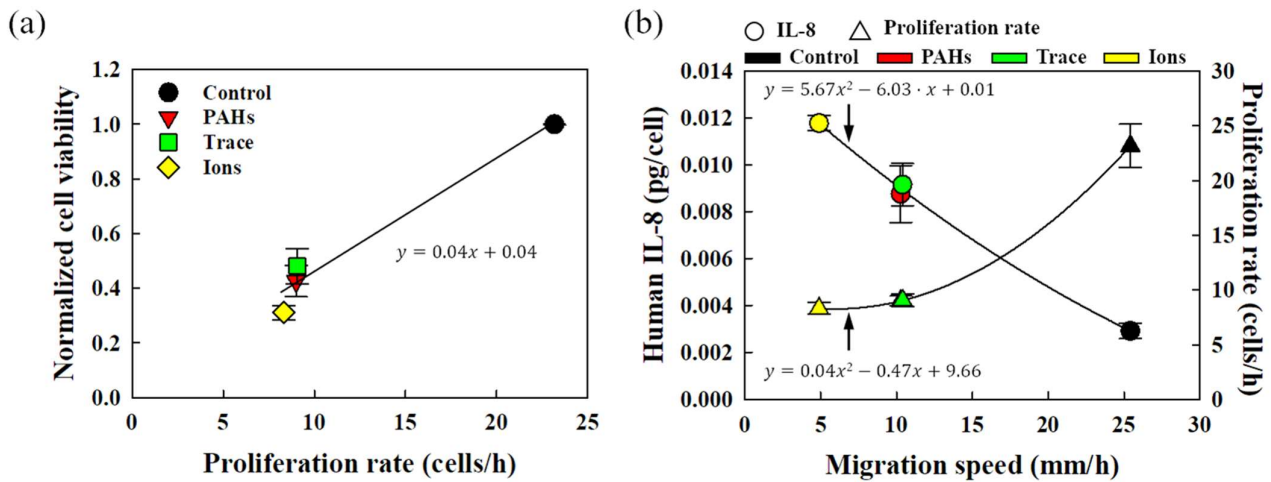 (a)
Normalized cell viability
1.2
1.0
0.8
0.6
0.4
0.2
0.0
Control
PAHs
Trace
Ions
y = 0.04x + 0.04
0 5 10 15 20 25
Proliferation rate (cells/h)
(b)
IL-8 Proliferation rate
Control PAHs Trace Ions
Human IL-8 (pg/cell)
0.014
0.012
0.010
0.008
0.006
0.004
0.002
0.000
y = 5.67x² − 6.03 · x + 0.01
y = 0.04x² − 0.47x + 9.66
30
25
20
15
10
5
0
Proliferation rate (cells/h)
0 5 10 15 20 25 30
Migration speed (mm/h)